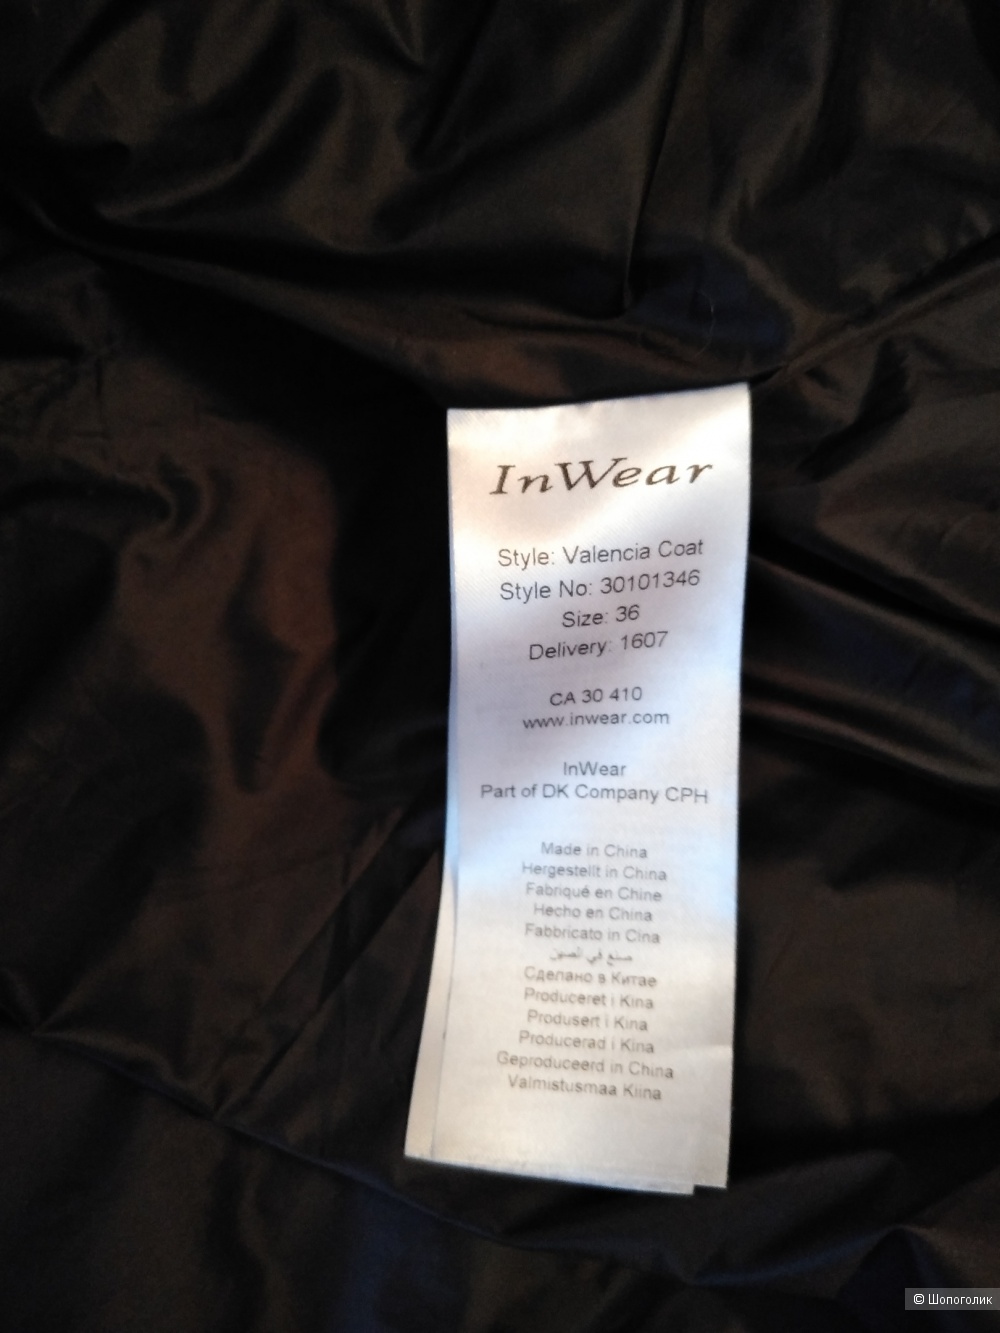 InWear
Style: Valencia Coat
Style No: 30101346
Size: 36
Delivery: 1607
CA 30 410
www.inwear.com
InWear
Part of DK Company CPH
Made in China
Hergestellt in China
Fabriqué en Chine
Hecho en China
Fabbricato in Cina
صنع في الصين
Сделано в Китае
Produceret i Kina
Produsert i Kina
Producerad i Kina
Geproduceerd in China
Valmistusmaa Kiina
© Шопоголик